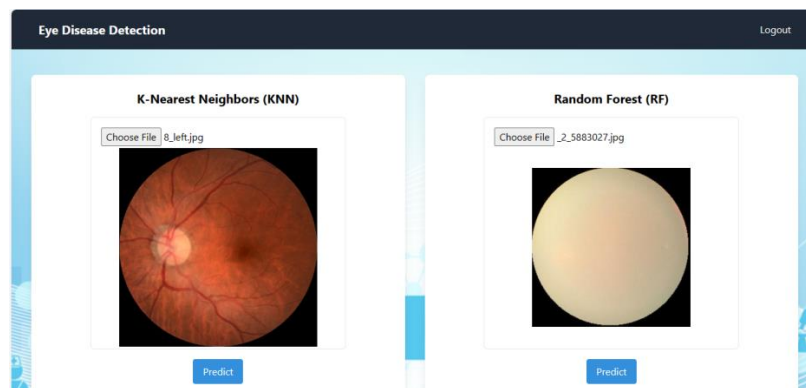 Eye Disease Detection
Logout
K-Nearest Neighbors (KNN)
Choose File 8_left.jpg
Predict
Random Forest (RF)
Choose File _2_5883027.jpg
Predict